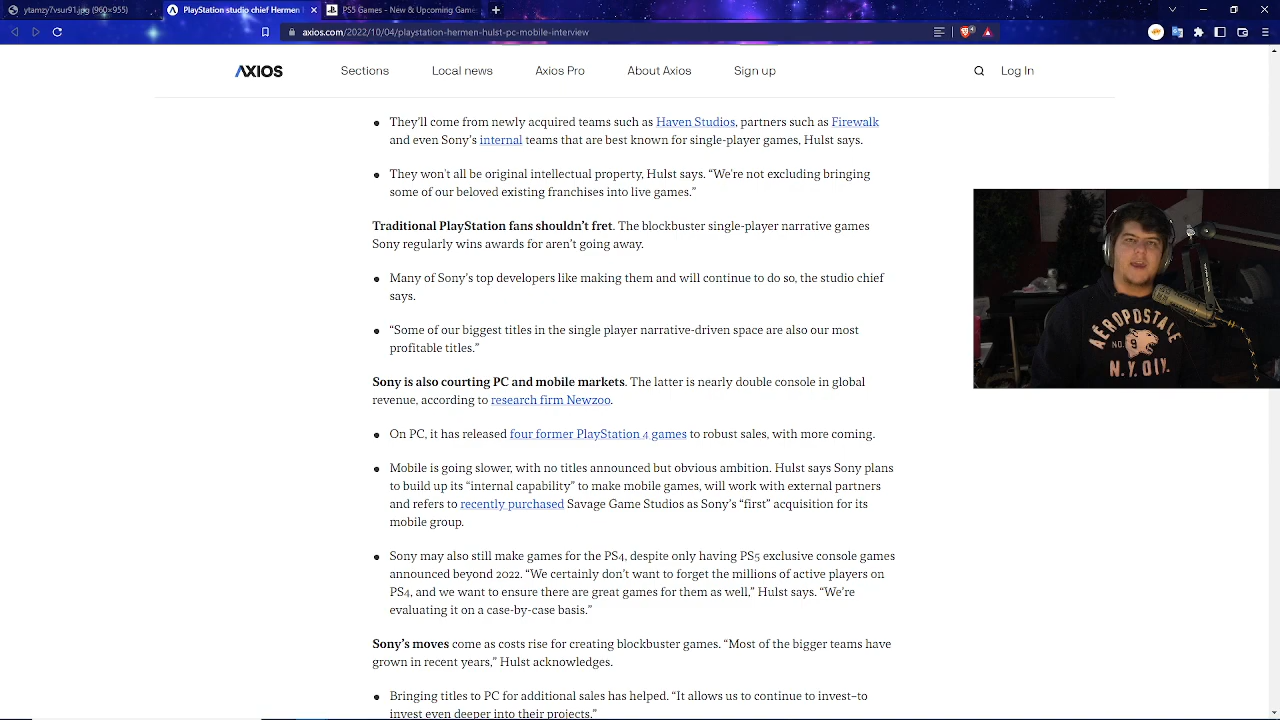 ytamzy7vsur91.jpg (960×955)
PlayStation studio chief Hermen
PS5 Games - New & Upcoming Game
axios.com/2022/10/04/playstation-hermen-hulst-pc-mobile-interview
AXIOS
Sections
Local news
Axios Pro
About Axios
Sign up
Log In
They'll come from newly acquired teams such as Haven Studios, partners such as Firewalk
and even Sony's internal teams that are best known for single-player games, Hulst says.
They won't all be original intellectual property, Hulst says. “We're not excluding bringing
some of our beloved existing franchises into live games.”
Traditional PlayStation fans shouldn't fret. The blockbuster single-player narrative games
Sony regularly wins awards for aren't going away.
Many of Sony's top developers like making them and will continue to do so, the studio chief
says.
“Some of our biggest titles in the single player narrative-driven space are also our most
profitable titles.”
Sony is also courting PC and mobile markets. The latter is nearly double console in global
revenue, according to research firm Newzoo.
On PC, it has released four former PlayStation 4 games to robust sales, with more coming.
Mobile is going slower, with no titles announced but obvious ambition. Hulst says Sony plans
to build up its “internal capability” to make mobile games, will work with external partners
and refers to recently purchased Savage Game Studios as Sony's “first” acquisition for its
mobile group.
Sony may also still make games for the PS4, despite only having PS5 exclusive console games
announced beyond 2022. “We certainly don't want to forget the millions of active players on
PS4, and we want to ensure there are great games for them as well,” Hulst says. “We're
evaluating it on a case-by-case basis.”
Sony's moves come as costs rise for creating blockbuster games. “Most of the bigger teams have
grown in recent years,” Hulst acknowledges.
Bringing titles to PC for additional sales has helped. “It allows us to continue to invest–to
invest even deeper into their projects.”
AÉROPOSTALE
NO. 9
N.Y. CITY.